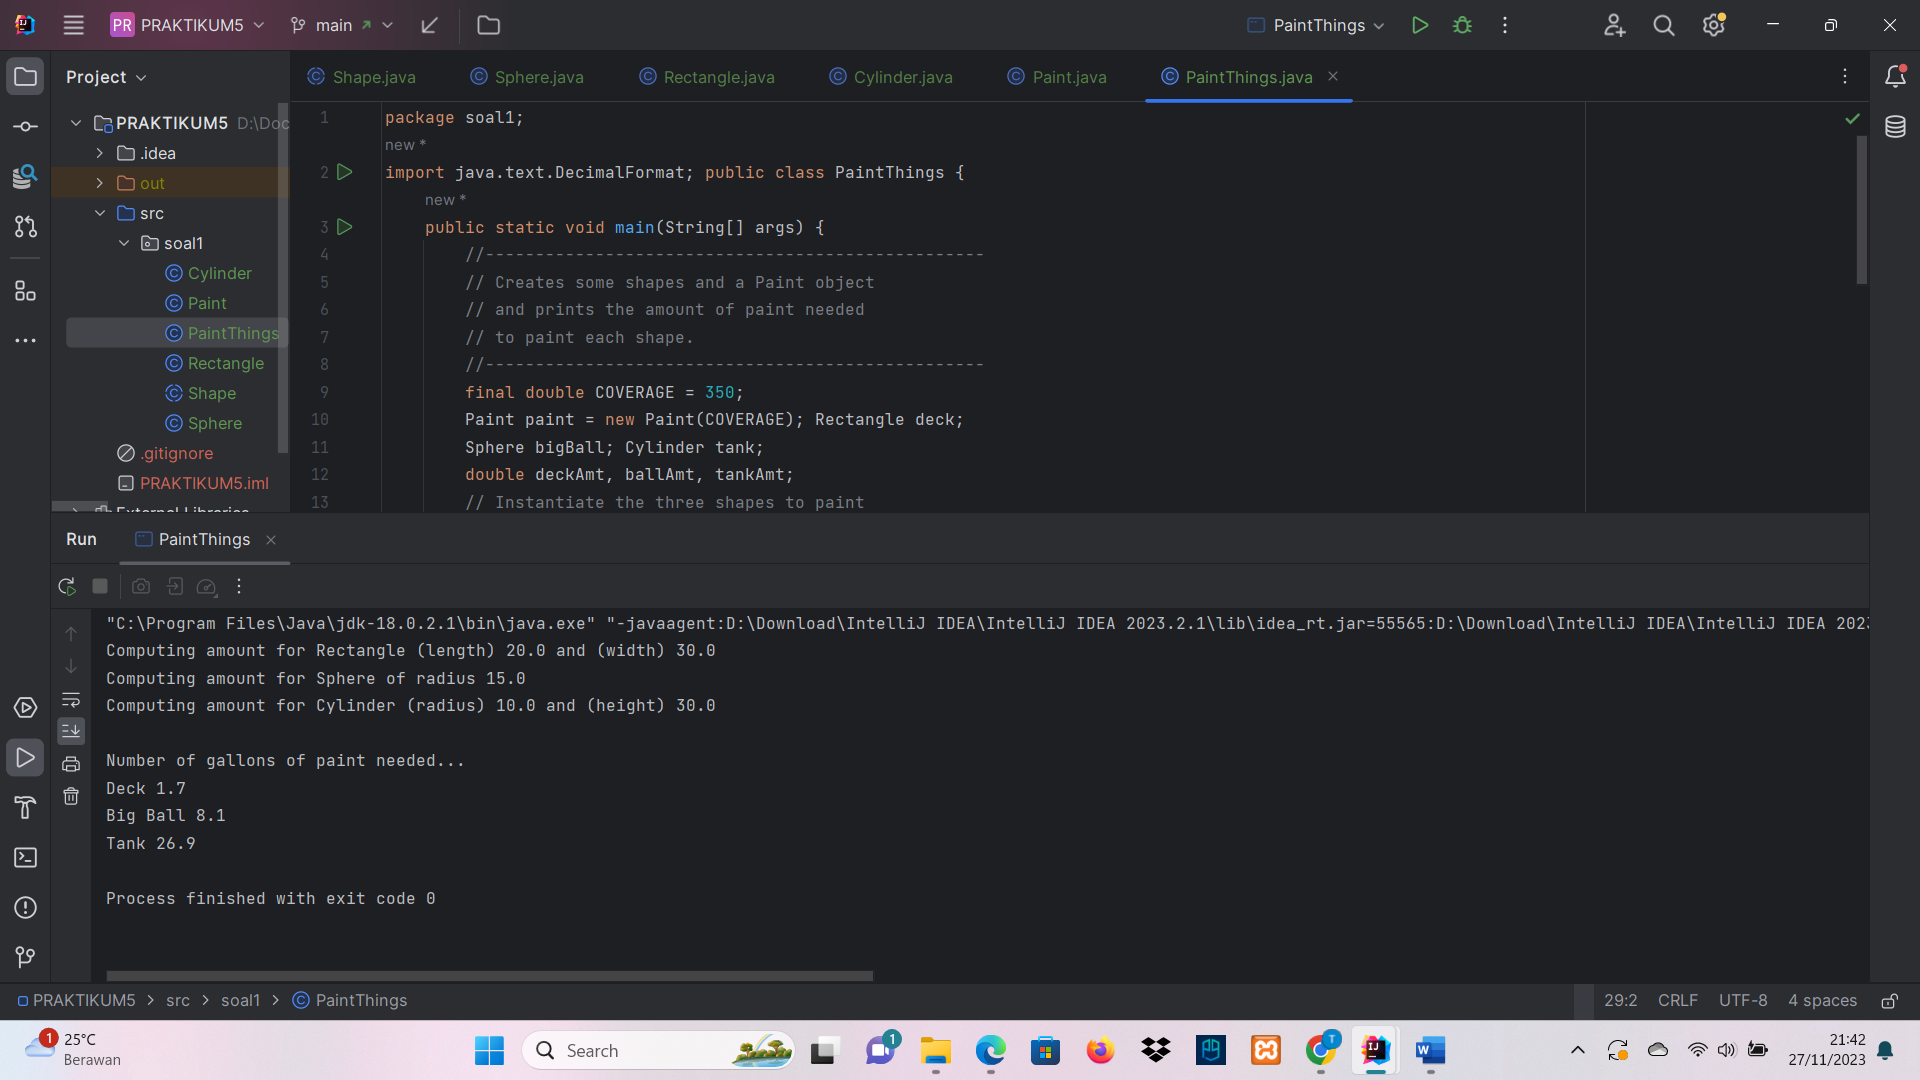 PR PRAKTIKUM5 main PaintThings
Project
Shape.java Sphere.java Rectangle.java Cylinder.java Paint.java PaintThings.java
PRAKTIKUM5 D:\Doc
.idea
out
src
soal1
Cylinder
Paint
PaintThings
Rectangle
Shape
Sphere
.gitignore
PRAKTIKUM5.iml
External Libraries
1 package soal1;
new *
2 import java.text.DecimalFormat; public class PaintThings {
new *
3 public static void main(String[] args) {
4 //--------------------------------------------------
5 // Creates some shapes and a Paint object
6 // and prints the amount of paint needed
7 // to paint each shape.
8 //--------------------------------------------------
9 final double COVERAGE = 350;
10 Paint paint = new Paint(COVERAGE); Rectangle deck;
11 Sphere bigBall; Cylinder tank;
12 double deckAmt, ballAmt, tankAmt;
13 // Instantiate the three shapes to paint
Run PaintThings
"C:\Program Files\Java\jdk-18.0.2.1\bin\java.exe" "-javaagent:D:\Download\IntelliJ IDEA\IntelliJ IDEA 2023.2.1\lib\idea_rt.jar=55565:D:\Download\IntelliJ IDEA\IntelliJ IDEA 2023
Computing amount for Rectangle (length) 20.0 and (width) 30.0
Computing amount for Sphere of radius 15.0
Computing amount for Cylinder (radius) 10.0 and (height) 30.0
Number of gallons of paint needed...
Deck 1.7
Big Ball 8.1
Tank 26.9
Process finished with exit code 0
PRAKTIKUM5 > src > soal1 > PaintThings
29:2 CRLF UTF-8 4 spaces
1 25°C
Berawan
Search
1
T
21:42
27/11/2023